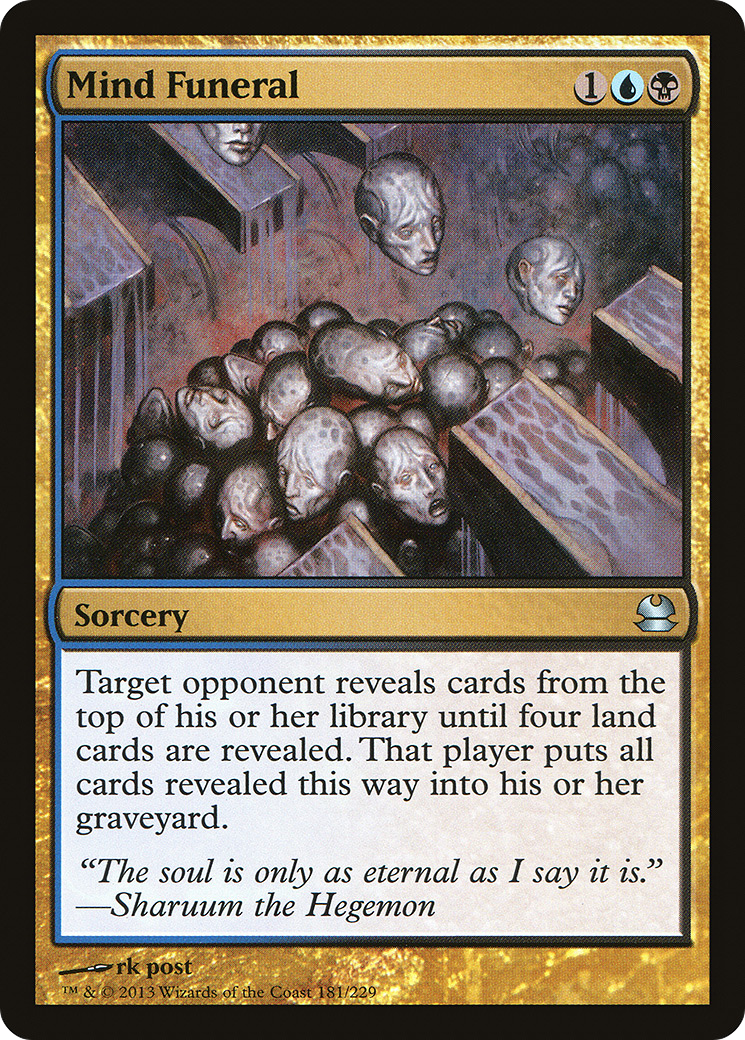 Mind Funeral
1
Sorcery
Target opponent reveals cards from the
top of his or her library until four land
cards are revealed. That player puts all
cards revealed this way into his or her
graveyard.
“The soul is only as eternal as I say it is.”
—Sharuum the Hegemon
rk post
™ & © 2013 Wizards of the Coast 181/229